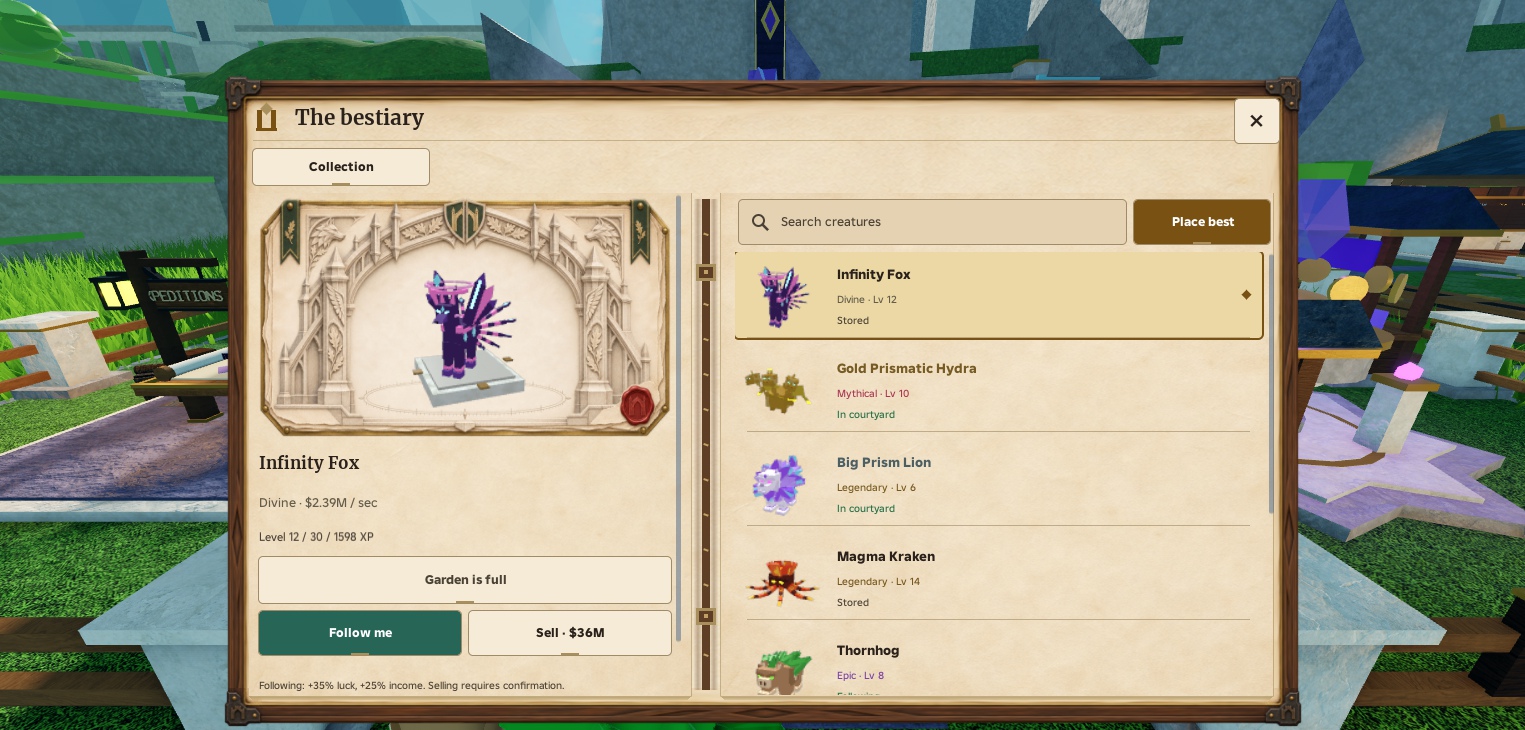 The bestiary
×
Collection
EXPEDITIONS
Infinity Fox
Divine · $2.39M / sec
Level 12 / 30 / 1598 XP
Garden is full
Follow me
Sell · $36M
Following: +35% luck, +25% income. Selling requires confirmation.
Search creatures
Place best
Infinity Fox
Divine · Lv 12
Stored
Gold Prismatic Hydra
Mythical · Lv 10
In courtyard
Big Prism Lion
Legendary · Lv 6
In courtyard
Magma Kraken
Legendary · Lv 14
Stored
Thornhog
Epic · Lv 8
Following